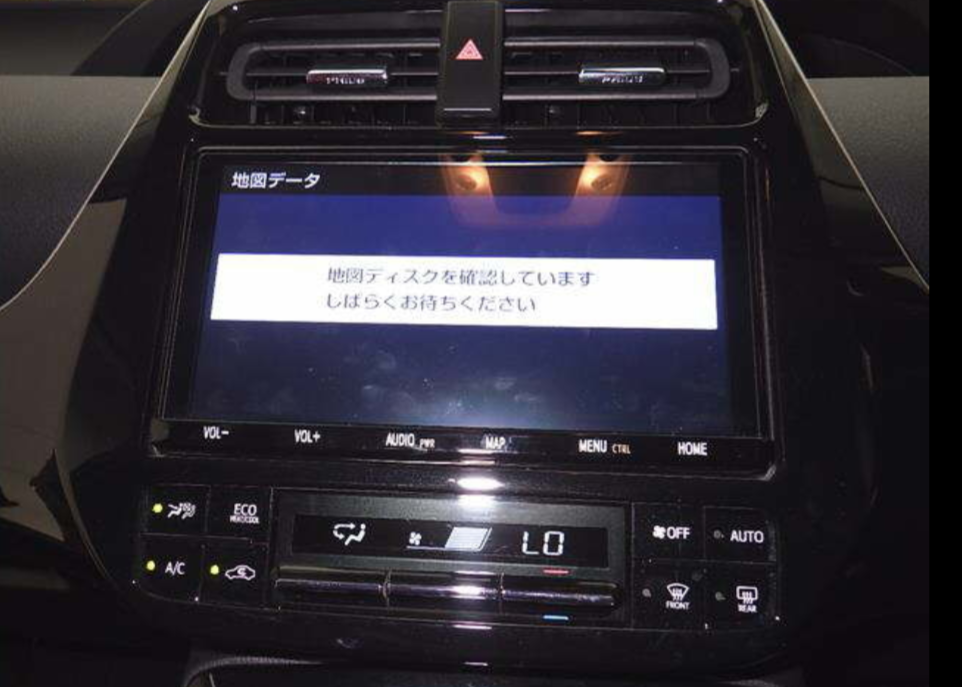 地図データ
地図ディスクを確認しています
しばらくお待ちください
VOL-
VOL+
AUDIO PWR
MAP
MENU CTRL
HOME
ECO
LO
OFF
AUTO
A/C
FRONT
REAR